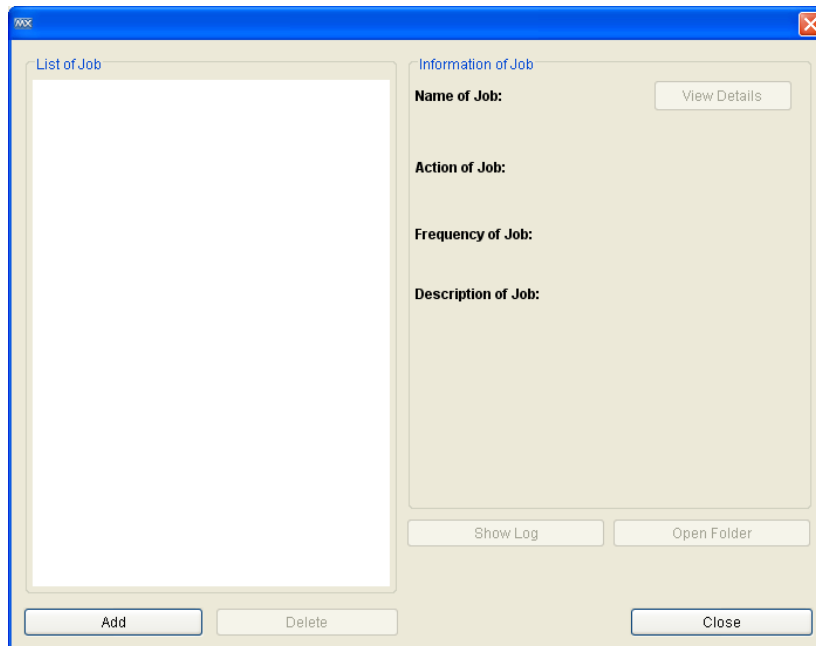 MX
List of Job
Information of Job
Name of Job:
View Details
Action of Job:
Frequency of Job:
Description of Job:
Show Log
Open Folder
Add
Delete
Close